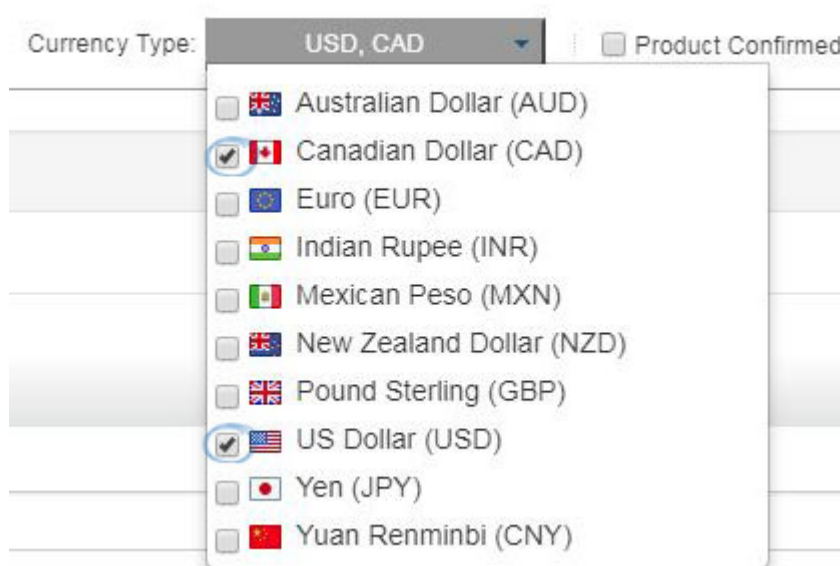 Currency Type: USD, CAD Product Confirmed
Australian Dollar (AUD)
Canadian Dollar (CAD)
Euro (EUR)
Indian Rupee (INR)
Mexican Peso (MXN)
New Zealand Dollar (NZD)
Pound Sterling (GBP)
US Dollar (USD)
Yen (JPY)
Yuan Renminbi (CNY)